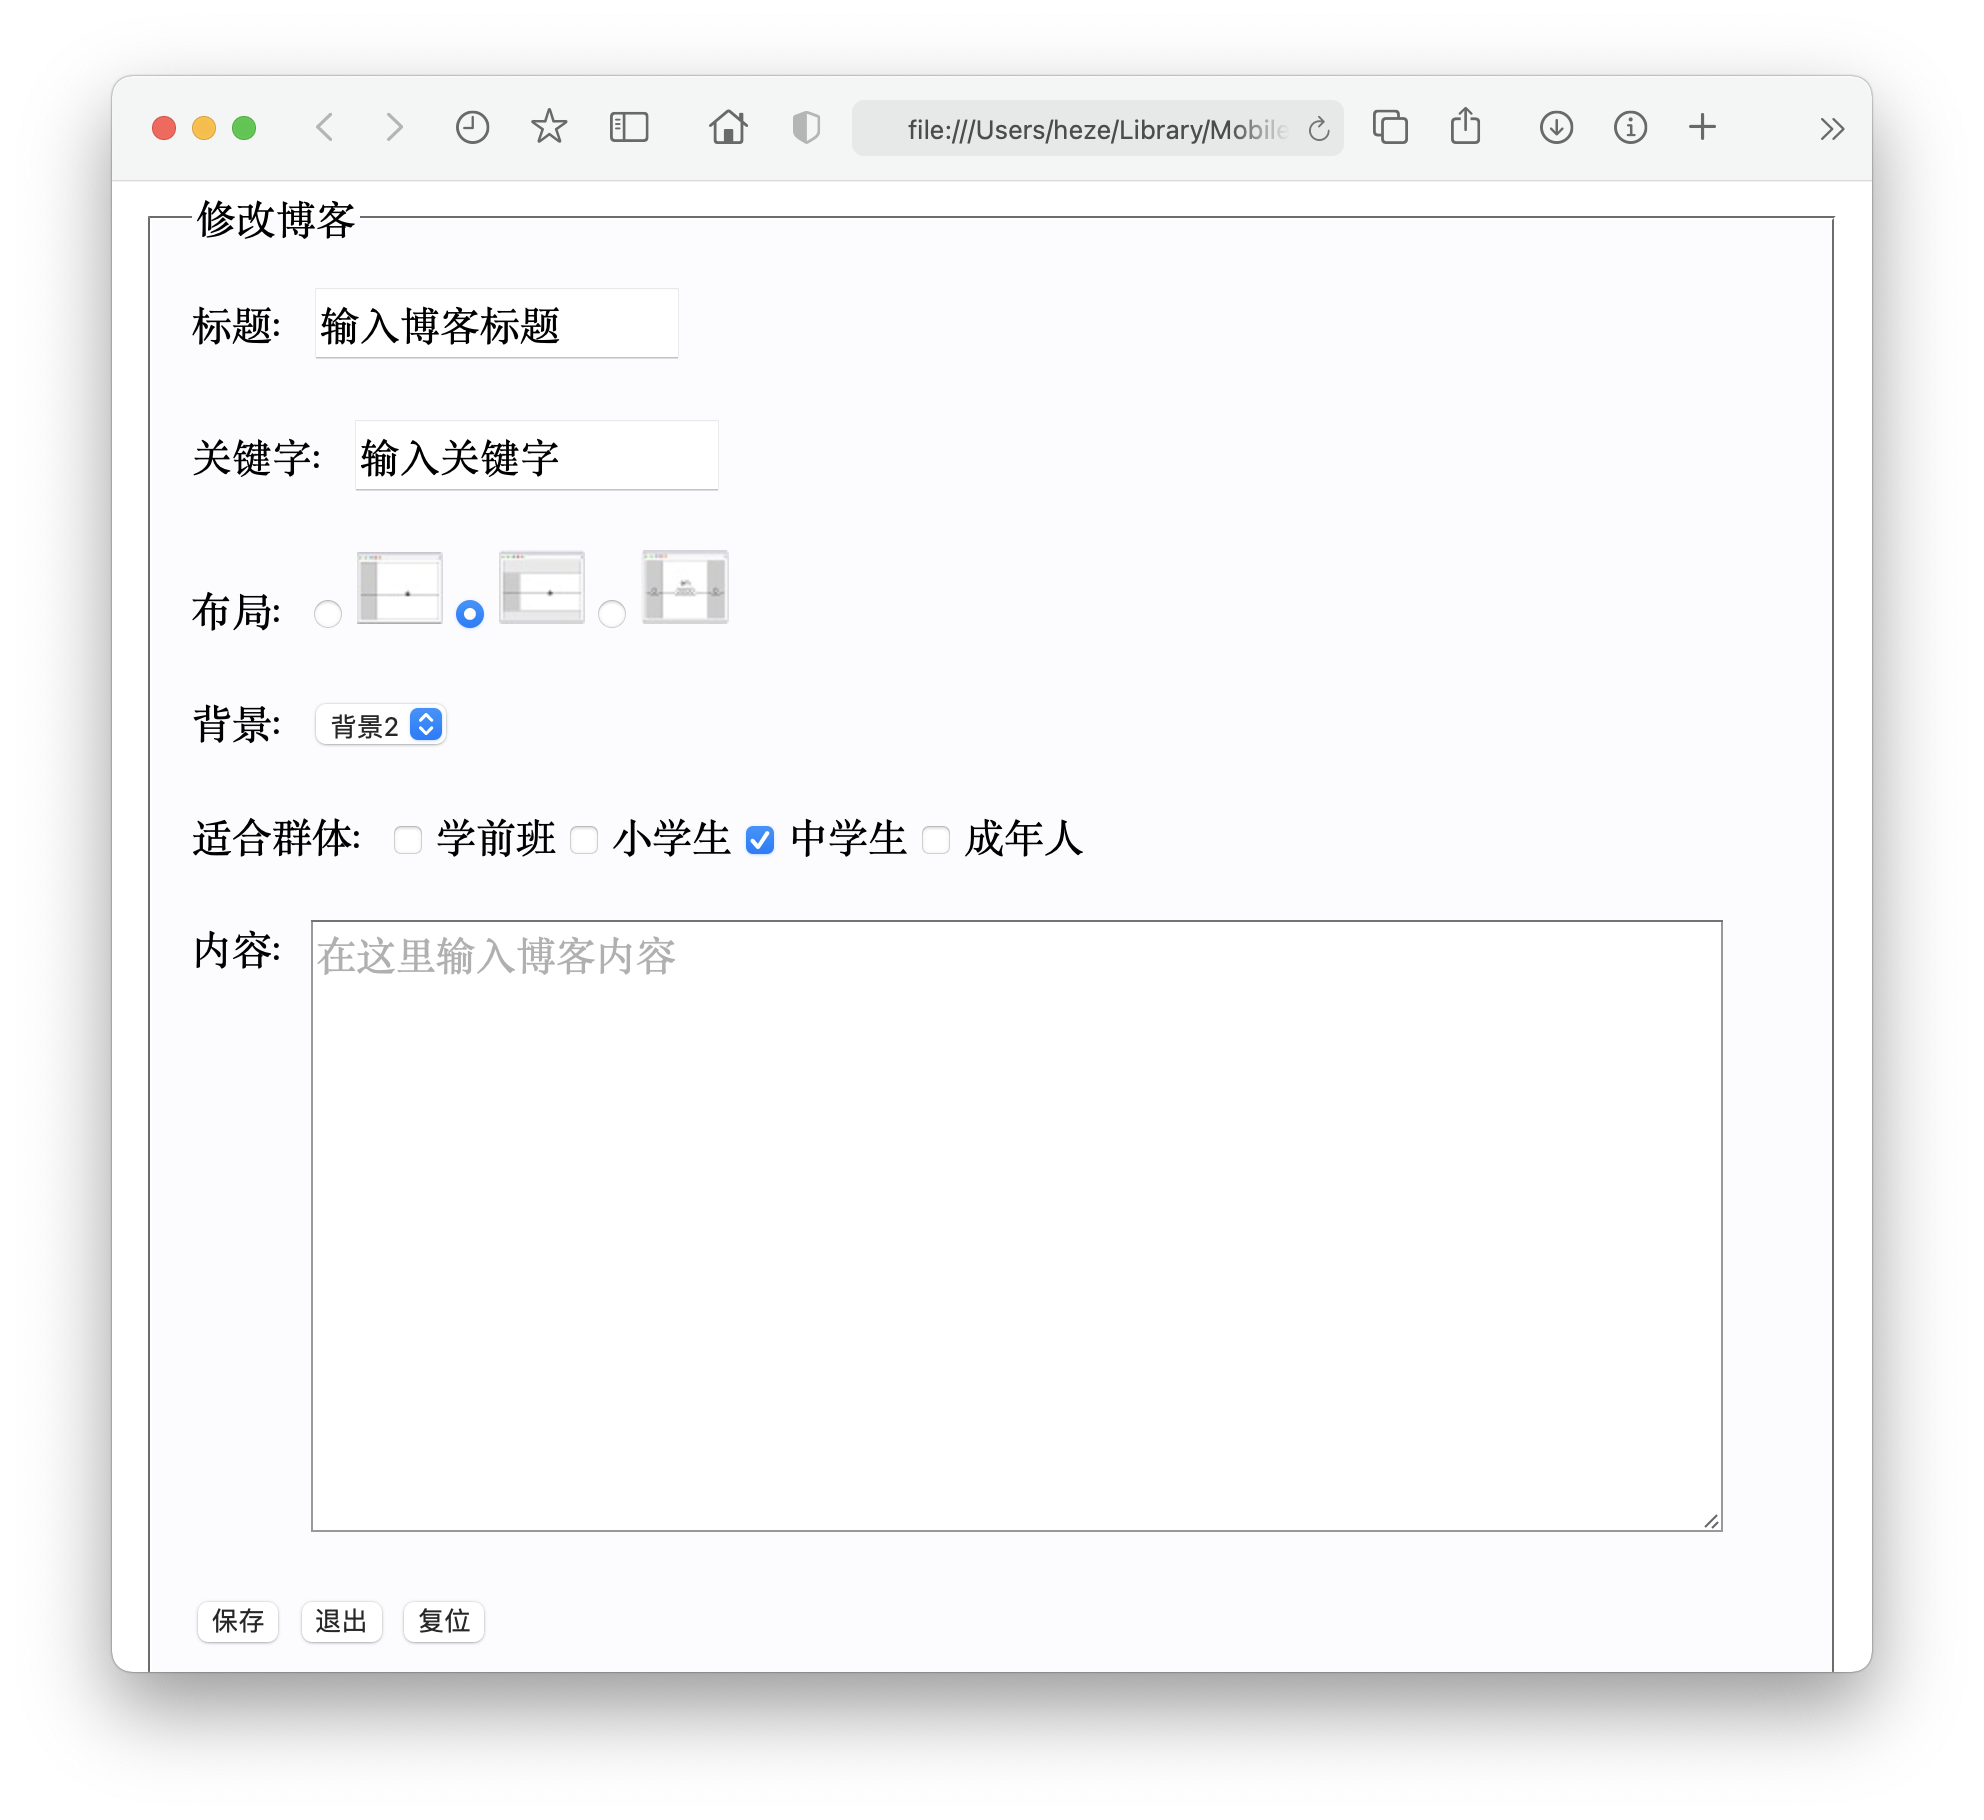 file:///Users/heze/Library/Mobile
修改博客
标题: 输入博客标题
关键字: 输入关键字
布局:
背景: 背景2
适合群体: 学前班 小学生 中学生 成年人
内容: 在这里输入博客内容
保存 退出 复位